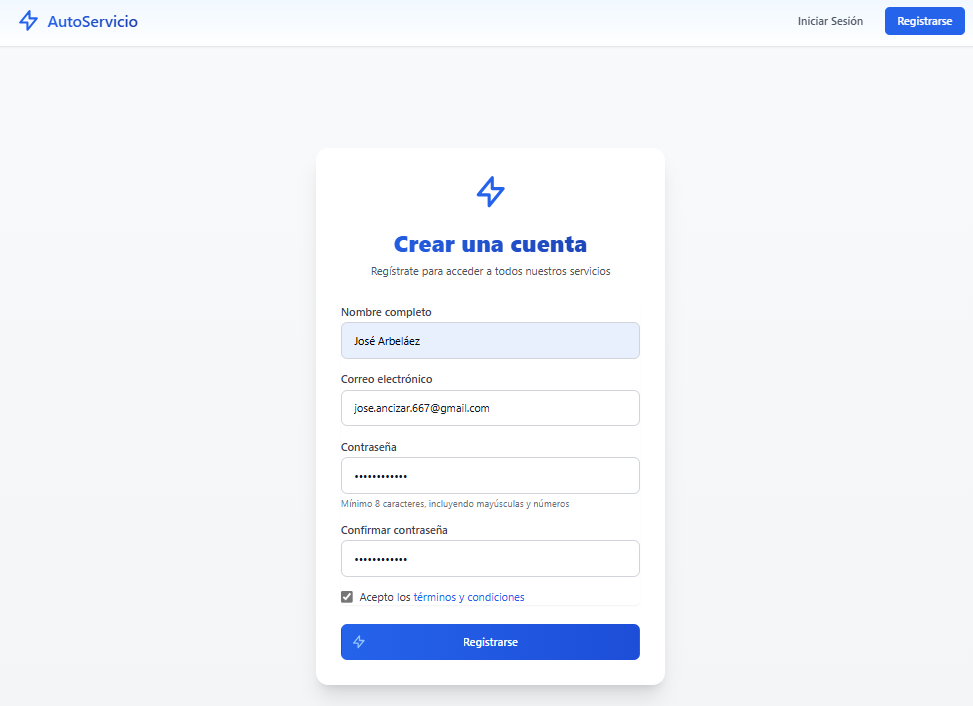 AutoServicio
Iniciar Sesión
Registrarse
Crear una cuenta
Regístrate para acceder a todos nuestros servicios
Nombre completo
José Arbeláez
Correo electrónico
jose.ancizar.667@gmail.com
Contraseña
••••••••••••
Mínimo 8 caracteres, incluyendo mayúsculas y números
Confirmar contraseña
••••••••••••
Acepto los términos y condiciones
Registrarse